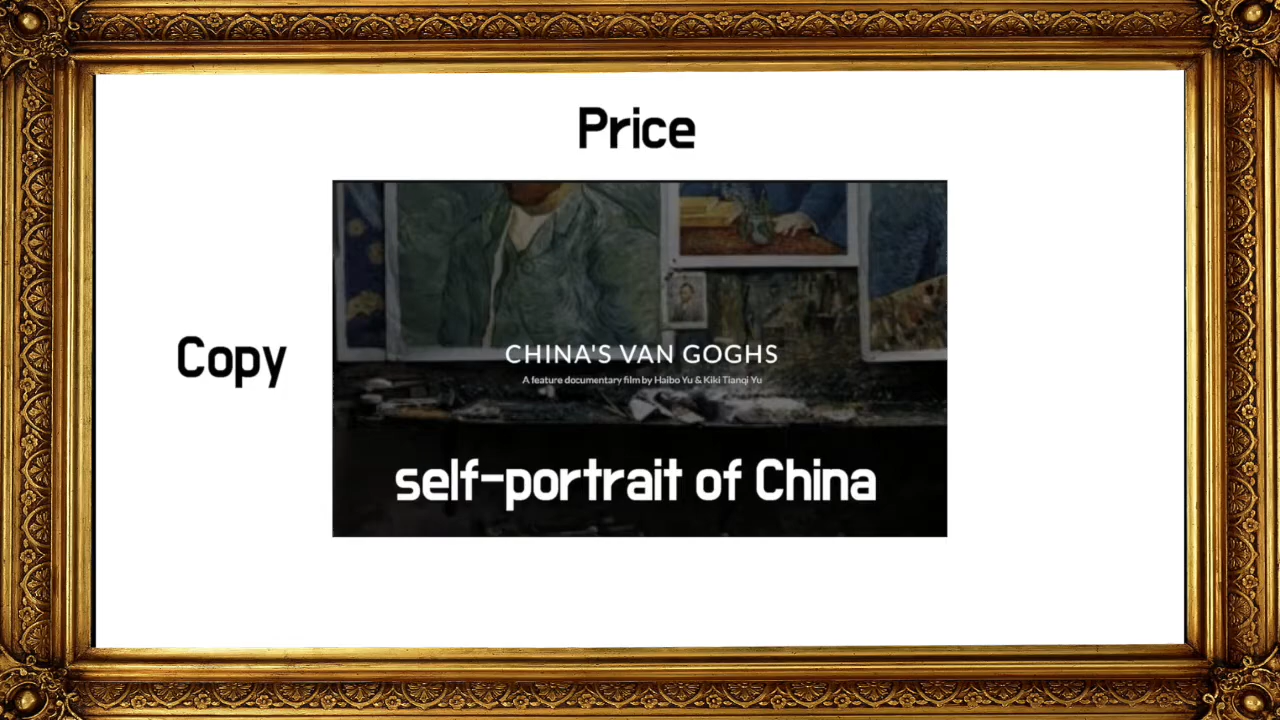 Price
Copy
CHINA'S VAN GOGHS
A feature documentary film by Haibo Yu & Kiki Tianqi Yu
self-portrait of China